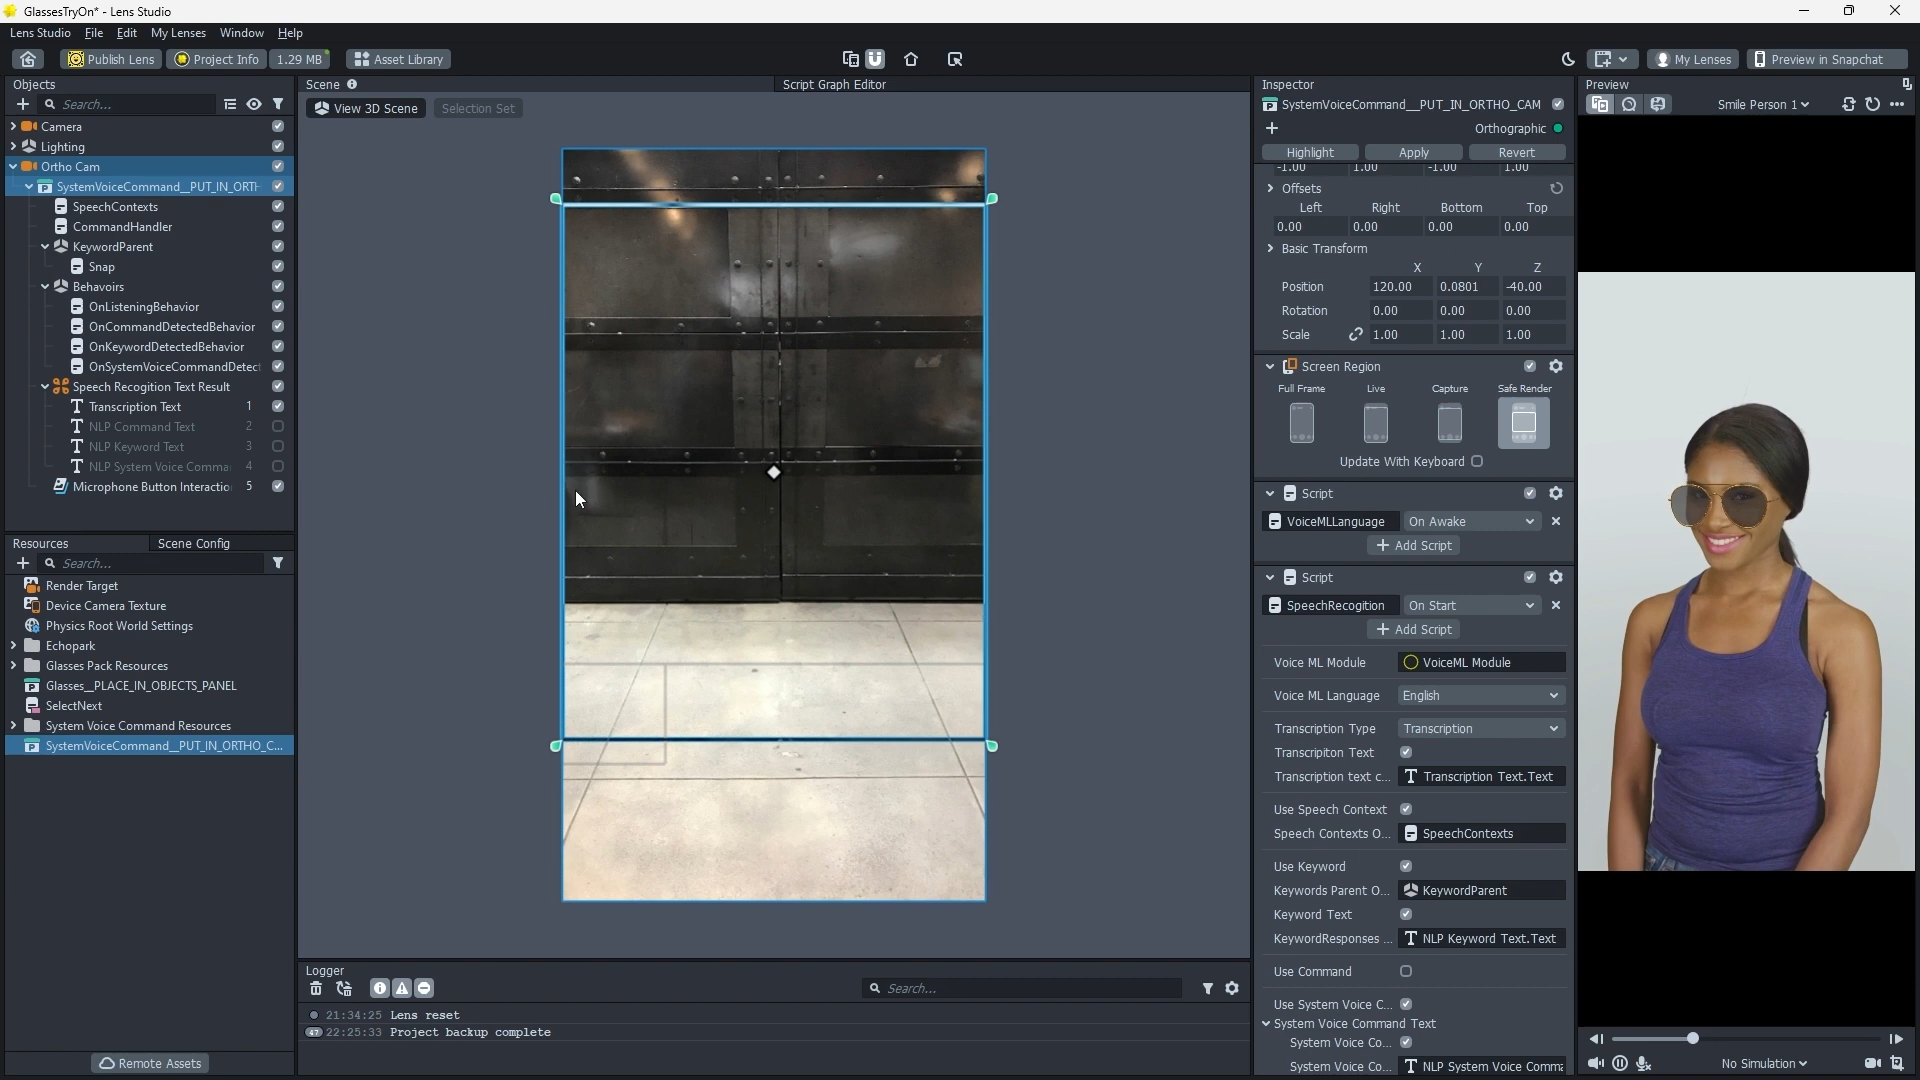 GlassesTryOn* - Lens Studio
Lens Studio File Edit My Lenses Window Help
Publish Lens Project Info 1.29 MB Asset Library My Lenses Preview in Snapchat
Objects
Search...
Camera
Lighting
Ortho Cam
SystemVoiceCommand__PUT_IN_ORTH
SpeechContexts
CommandHandler
KeywordParent
Snap
Behavoirs
OnListeningBehavior
OnCommandDetectedBehavior
OnKeywordDetectedBehavior
OnSystemVoiceCommandDetect
Speech Recogition Text Result
Transcription Text 1
NLP Command Text 2
NLP Keyword Text 3
NLP System Voice Comma 4
Microphone Button Interactio 5
Resources Scene Config
Search...
Render Target
Device Camera Texture
Physics Root World Settings
Echopark
Glasses Pack Resources
Glasses__PLACE_IN_OBJECTS_PANEL
SelectNext
System Voice Command Resources
SystemVoiceCommand__PUT_IN_ORTHO_C...
Remote Assets
Scene Script Graph Editor
View 3D Scene Selection Set
Logger
Search...
21:34:25 Lens reset
47 22:25:33 Project backup complete
Inspector
SystemVoiceCommand__PUT_IN_ORTHO_CAM
Orthographic
Highlight Apply Revert
-1.00 1.00 -1.00 1.00
Offsets
Left Right Bottom Top
0.00 0.00 0.00 0.00
Basic Transform
X Y Z
Position 120.00 0.0801 -40.00
Rotation 0.00 0.00 0.00
Scale 1.00 1.00 1.00
Screen Region
Full Frame Live Capture Safe Render
Update With Keyboard
Script
VoiceMLLanguage On Awake
+ Add Script
Script
SpeechRecogition On Start
+ Add Script
Voice ML Module VoiceML Module
Voice ML Language English
Transcription Type Transcription
Transcripiton Text
Transcription text c... Transcription Text.Text
Use Speech Context
Speech Contexts O... SpeechContexts
Use Keyword
Keywords Parent O... KeywordParent
Keyword Text
KeywordResponses ... NLP Keyword Text.Text
Use Command
Use System Voice C...
System Voice Command Text
System Voice Co...
System Voice Co... NLP System Voice Comma
Preview
Smile Person 1
No Simulation